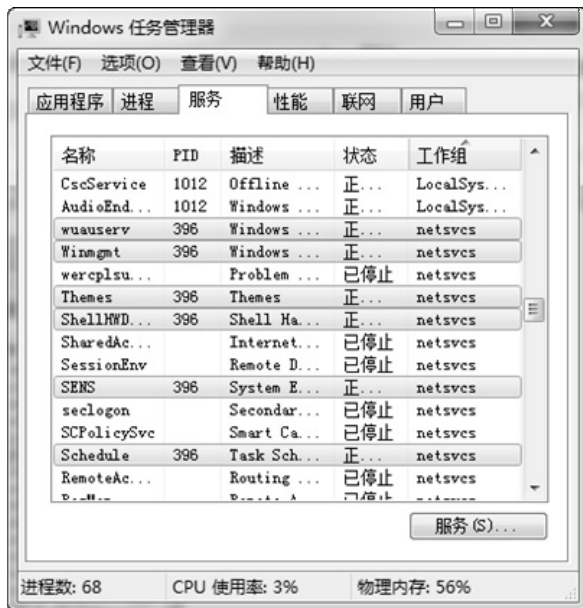 Windows 任务管理器
文件(F) 选项(O) 查看(V) 帮助(H)
应用程序 进程 服务 性能 联网 用户
名称 PID 描述 状态 工作组
CscService 1012 Offline ... 正... LocalSys...
AudioEnd... 1012 Windows ... 正... LocalSys...
wuauserv 396 Windows ... 正... netsvcs
Winmgmt 396 Windows ... 正... netsvcs
wercplsu... Problem ... 已停止 netsvcs
Themes 396 Themes 正... netsvcs
ShellHWD... 396 Shell Ha... 正... netsvcs
SharedAc... Internet... 已停止 netsvcs
SessionEnv Remote D... 已停止 netsvcs
SENS 396 System E... 正... netsvcs
seclogon Secondar... 已停止 netsvcs
SCPolicySvc Smart Ca... 已停止 netsvcs
Schedule 396 Task Sch... 正... netsvcs
RemoteAc... Routing ... 已停止 netsvcs
服务(S)...
进程数: 68 CPU 使用率: 3% 物理内存: 56%